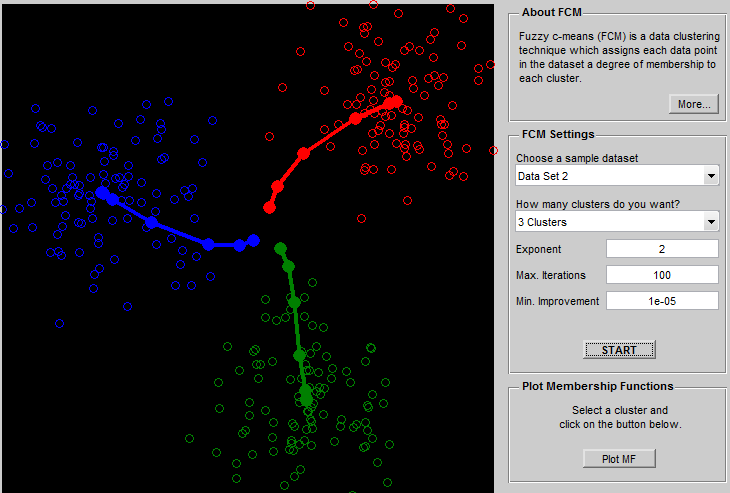 About FCM
Fuzzy c-means (FCM) is a data clustering
technique which assigns each data point
in the dataset a degree of membership to
each cluster.
More...
FCM Settings
Choose a sample dataset
Data Set 2
How many clusters do you want?
3 Clusters
Exponent 2
Max. Iterations 100
Min. Improvement 1e-05
START
Plot Membership Functions
Select a cluster and
click on the button below.
Plot MF